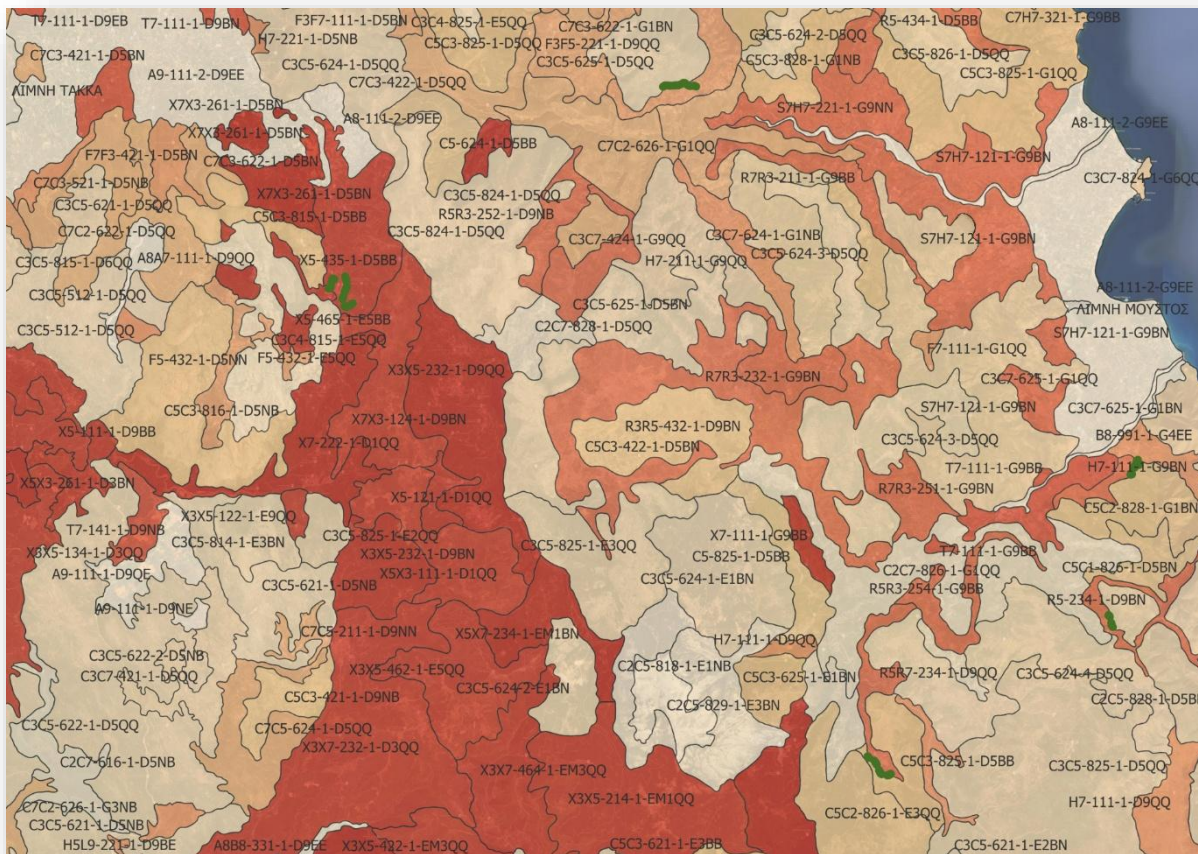 T7-111-1-D9EB
T7-111-1-D9BN
F3F7-111-1-D5BN
C3C4-825-1-E5QQ
C7C3-622-1-G1BN
C3C5-624-2-D5QQ
R5-434-1-D5BB
C7H7-321-1-G9BB
H7-221-1-D5NB
C5C3-825-1-D5QQ
F3F5-221-1-D9QQ
C7C3-421-1-D5BN
C3C5-624-1-D5QQ
C3C5-625-1-D5QQ
C5C3-828-1-G1NB
C3C5-826-1-D5QQ
A9-111-2-D9EE
C7C3-422-1-D5QQ
C5C3-825-1-G1QQ
ΛΙΜΝΗ ΤΑΚΚΑ
X7X3-261-1-D5BN
A8-111-2-D9EE
S7H7-221-1-G9NN
A8-111-2-G9EE
X7X3-261-1-D5BN
C5-624-1-D5BB
C7C2-626-1-G1QQ
F7F3-421-1-D5BN
C7C3-622-1-D5BN
S7H7-121-1-G9BN
C7C3-521-1-D5NB
R7R3-211-1-G9BB
C3C7-824-1-G6QQ
X7X3-261-1-D5BN
C3C5-824-1-D5QQ
C3C5-621-1-D5QQ
C5C3-815-1-D5BB
R5R3-252-1-D9NB
C7C2-622-1-D5QQ
C3C5-824-1-D5QQ
C3C7-424-1-G9QQ
C3C7-624-1-G1NB
S7H7-121-1-G9BN
C3C5-815-1-D6QQ
A8A7-111-1-D9QQ
X5-435-1-D5BB
H7-211-1-G9QQ
C3C5-624-3-D5QQ
C3C5-512-1-D5QQ
A8-111-2-G9EE
C3C5-625-1-D5BN
ΛΙΜΝΗ ΜΟΥΣΤΟΣ
X5-465-1-E5BB
C3C5-512-1-D5QQ
C2C7-828-1-D5QQ
S7H7-121-1-G9BN
C3C4-815-1-E5QQ
F5-432-1-D5NN
F5-432-1-E5QQ
F7-111-1-G1QQ
X3X5-232-1-D9QQ
R7R3-232-1-G9BN
C3C7-625-1-G1QQ
C5C3-816-1-D5NB
X7X3-124-1-D9BN
S7H7-121-1-G9BN
C3C7-625-1-G1BN
X5-111-1-D9BB
X7-222-1-D1QQ
R3R5-432-1-D9BN
C5C3-422-1-D5BN
C3C5-624-3-D5QQ
B8-991-1-G4EE
T7-111-1-G9BB
H7-111-1-G9BN
X5X3-261-1-D3BN
X5-121-1-D1QQ
R7R3-251-1-G9BN
C5C2-828-1-G1BN
X3X5-122-1-E9QQ
T7-141-1-D9NB
C3C5-814-1-E3BN
C3C5-825-1-E2QQ
C3C5-825-1-E3QQ
X7-111-1-G9BB
X3X5-134-1-D3QQ
X3X5-232-1-D9BN
C5-825-1-D5BB
T7-111-1-G9BB
A9-111-1-D9QE
X5X3-111-1-D1QQ
C3C5-624-1-E1BN
C2C7-826-1-G1QQ
C5C1-826-1-D5BN
C3C5-621-1-D5NB
R5R3-254-1-G9BB
R5-234-1-D9BN
A9-111-1-D9NE
C7C5-211-1-D9NN
X5X7-234-1-EM1BN
H7-121-1-D9QQ
C3C5-622-2-D5NB
X3X5-462-1-E5QQ
C2C5-818-1-E1NB
C5C3-625-1-E1BN
R5R7-234-1-D9QQ
C3C5-624-4-D5QQ
C3C7-421-1-D5QQ
C3C5-624-2-E1BN
C5C3-421-1-D9NB
C2C5-829-1-E3BN
C2C5-828-1-D5B
C3C5-622-1-D5QQ
C7C5-624-1-D5QQ
X3X7-232-1-D3QQ
C2C7-616-1-D5NB
X3X7-464-1-EM3QQ
C5C3-825-1-D5BB
C3C5-825-1-D5QQ
C7C2-626-1-G3NB
X3X5-214-1-EM1QQ
H7-111-1-D9QQ
C3C5-621-1-D5NB
C5C2-826-1-E3QQ
H5L9-221-1-D9BE
A8B8-331-1-D9EE
X3X5-422-1-EM3QQ
C5C3-621-1-E3BB
C3C5-621-1-E2BN